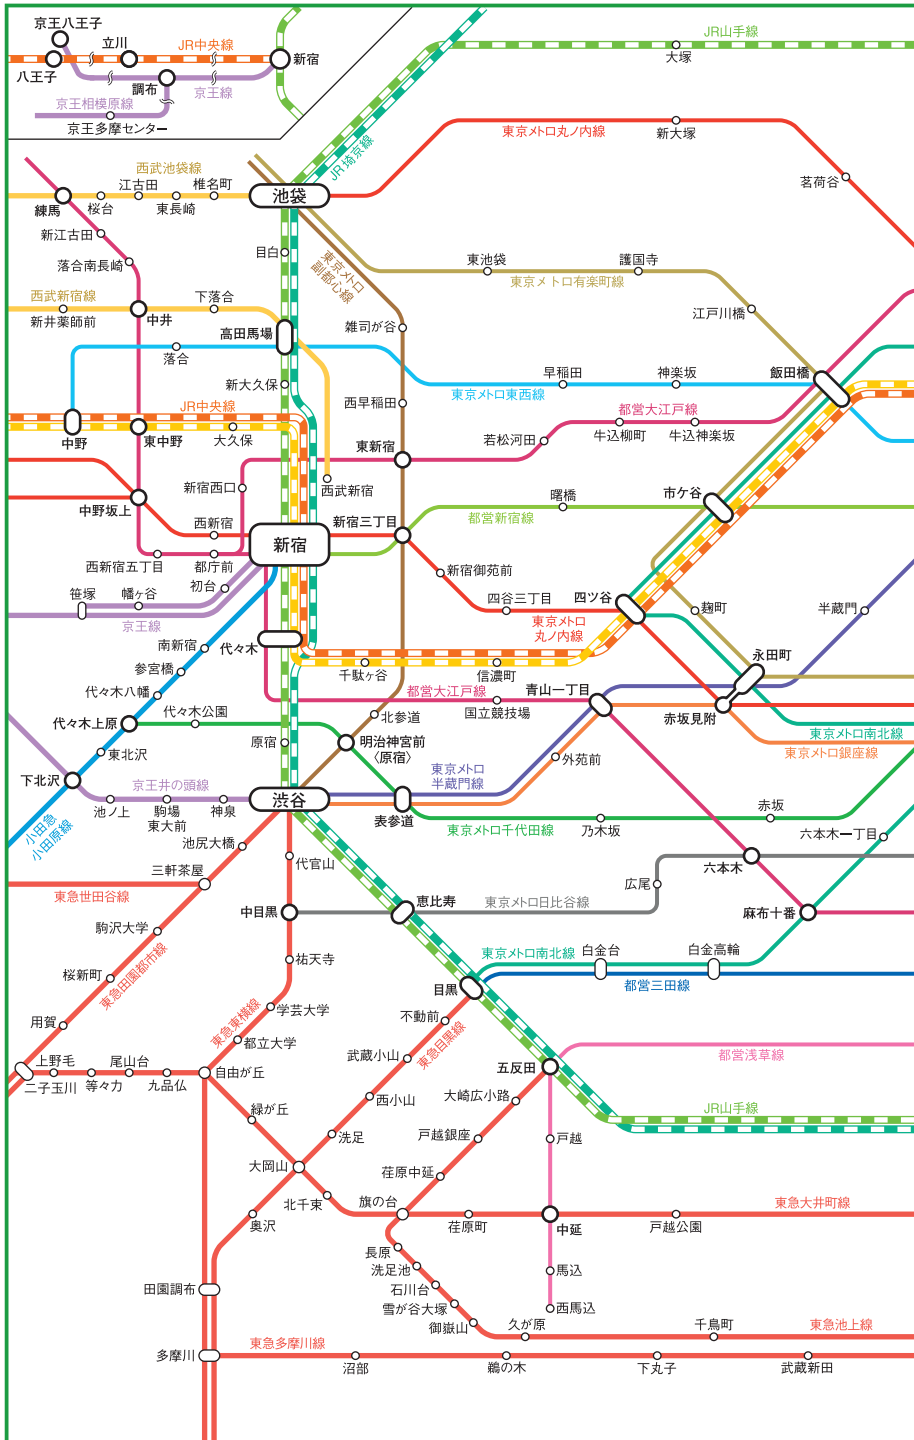 京王八王子
立川
JR中央線
新宿
八王子
調布
京王線
京王相模原線
京王多摩センター
JR山手線
大塚
JR埼京線
東京メトロ丸ノ内線
新大塚
茗荷谷
西武池袋線
江古田
椎名町
練馬
桜台
東長崎
池袋
新江古田
落合南長崎
目白
東京メトロ
副都心線
東池袋
護国寺
東京メトロ有楽町線
江戸川橋
西武新宿線
新井薬師前
中井
下落合
高田馬場
雑司が谷
落合
新大久保
早稲田
神楽坂
飯田橋
東京メトロ東西線
西早稲田
JR中央線
都営大江戸線
中野
東中野
大久保
東新宿
若松河田
牛込柳町
牛込神楽坂
新宿西口
西武新宿
中野坂上
西新宿
新宿三丁目
曙橋
市ケ谷
都営新宿線
新宿
西新宿五丁目
都庁前
新宿御苑前
初台
笹塚
幡ヶ谷
京王線
四谷三丁目
四ツ谷
東京メトロ
丸ノ内線
麹町
半蔵門
南新宿
代々木
参宮橋
千駄ヶ谷
信濃町
永田町
代々木八幡
都営大江戸線
青山一丁目
国立競技場
赤坂見附
代々木上原
代々木公園
北参道
東京メトロ南北線
東京メトロ銀座線
原宿
明治神宮前
〈原宿〉
東北沢
外苑前
下北沢
京王井の頭線
東京メトロ
半蔵門線
渋谷
池ノ上
駒場
東大前
神泉
表参道
東京メトロ千代田線
乃木坂
赤坂
小田急
小田原線
池尻大橋
六本木一丁目
三軒茶屋
代官山
六本木
東急世田谷線
広尾
中目黒
恵比寿
東京メトロ日比谷線
麻布十番
駒沢大学
東急田園都市線
祐天寺
東京メトロ南北線
白金台
白金高輪
桜新町
目黒
都営三田線
用賀
東急東横線
学芸大学
不動前
東急目黒線
都立大学
上野毛
尾山台
武蔵小山
五反田
都営浅草線
二子玉川
等々力
九品仏
自由が丘
西小山
大崎広小路
JR山手線
緑が丘
洗足
戸越銀座
戸越
大岡山
荏原中延
北千束
旗の台
東急大井町線
奥沢
荏原町
中延
戸越公園
長原
洗足池
馬込
田園調布
石川台
雪が谷大塚
西馬込
御嶽山
久が原
千鳥町
東急池上線
多摩川
東急多摩川線
沼部
鵜の木
下丸子
武蔵新田